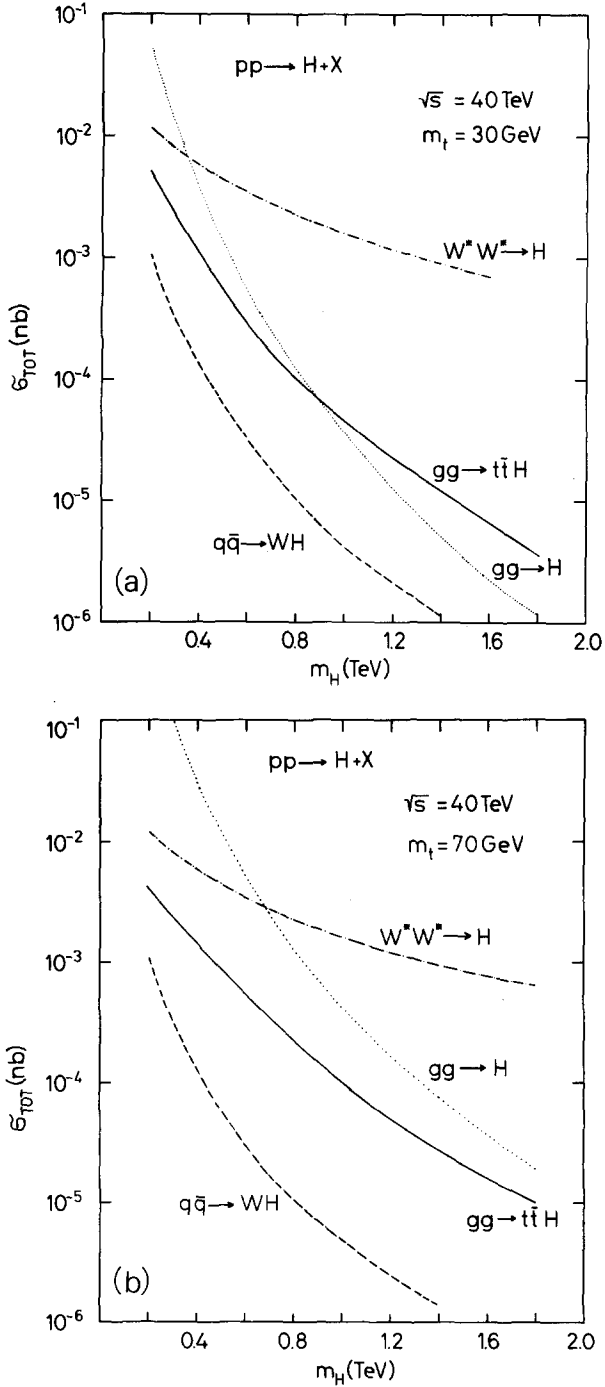 10⁻¹
pp → H+X
√s = 40 TeV
mₜ = 30 GeV
10⁻²
W* W* → H
10⁻³
σ_TOT (nb)
10⁻⁴
gg → tt̄ H
10⁻⁵
qq̄ → WH
gg → H
(a)
10⁻⁶
0.4 0.8 1.2 1.6 2.0
m_H (TeV)
10⁻¹
pp → H+X
√s = 40 TeV
mₜ = 70 GeV
10⁻²
W* W* → H
10⁻³
gg → H
σ_TOT (nb)
10⁻⁴
10⁻⁵
qq̄ → WH
gg → tt̄ H
(b)
10⁻⁶
0.4 0.8 1.2 1.6 2.0
m_H (TeV)